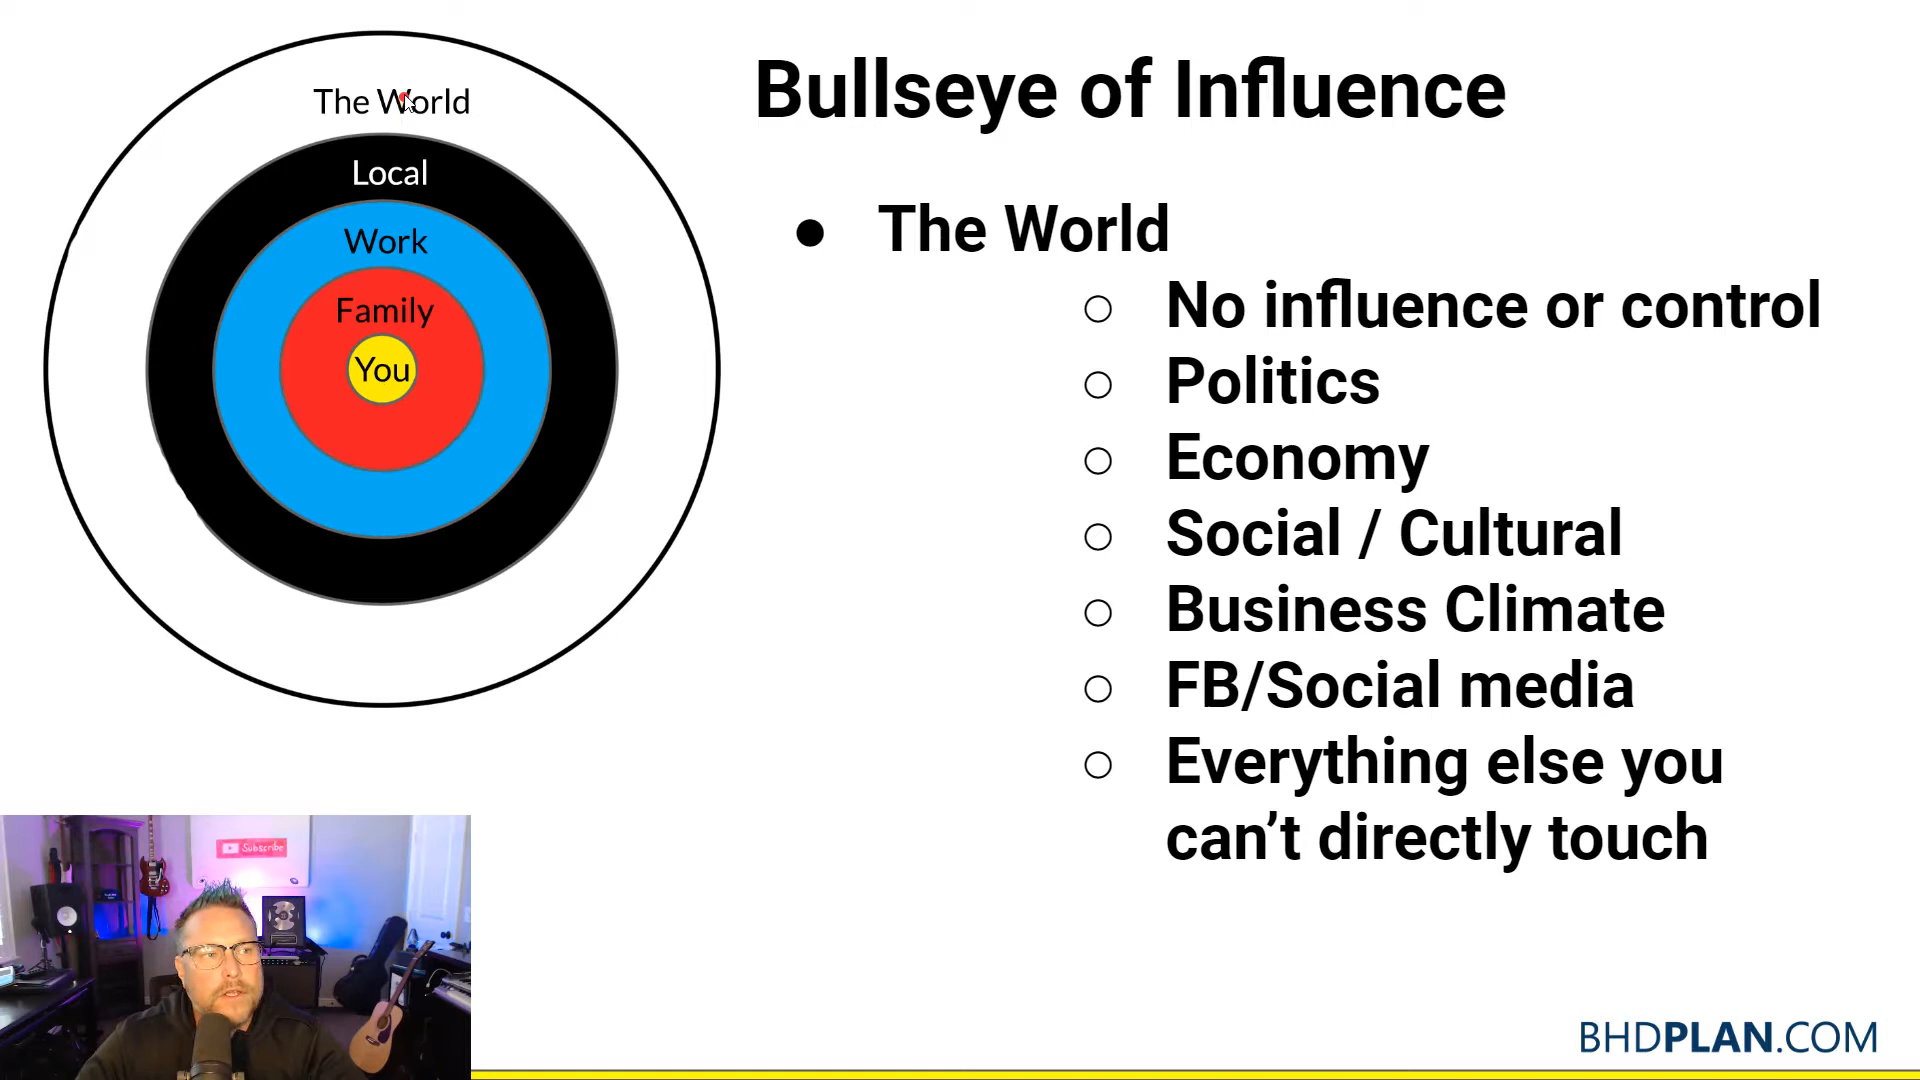 The World
Local
Work
Family
You
Bullseye of Influence
The World
No influence or control
Politics
Economy
Social / Cultural
Business Climate
FB/Social media
Everything else you
can’t directly touch
Subscribe
BHDPLAN.COM